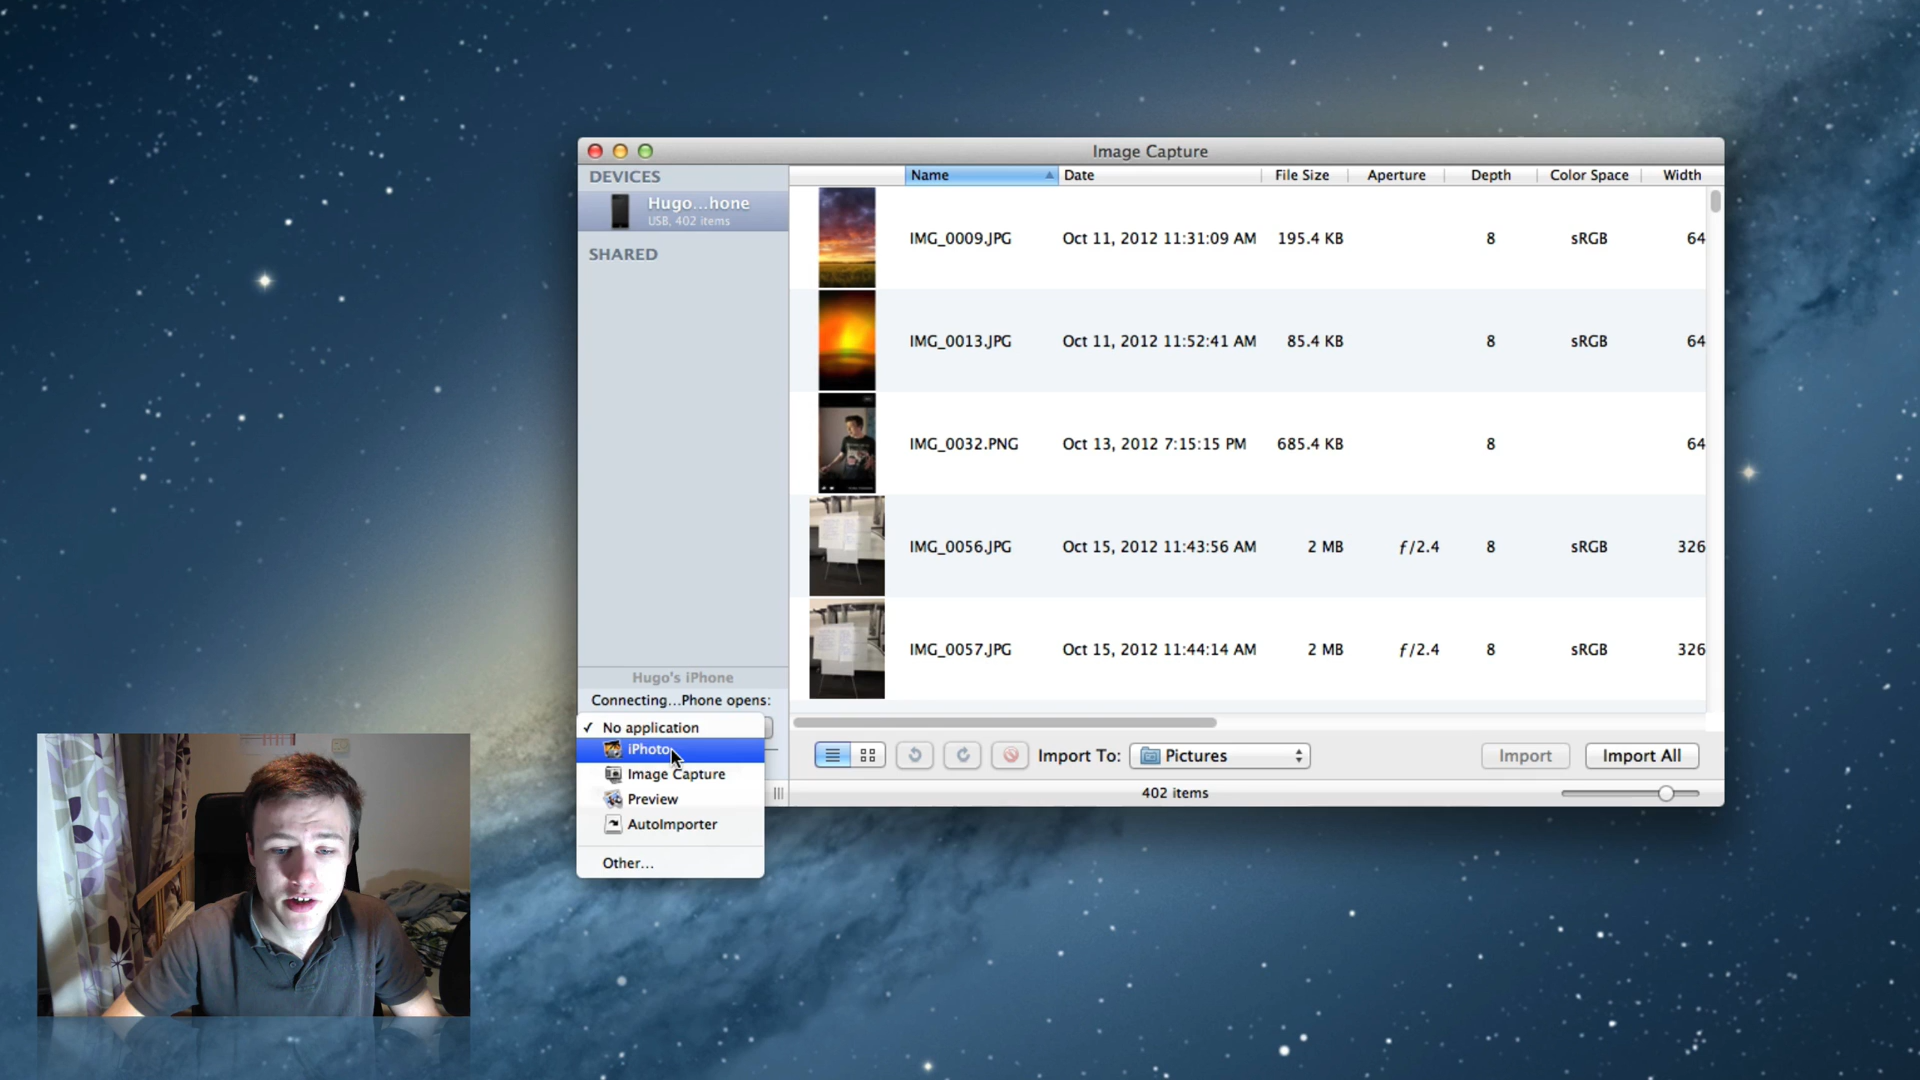 Image Capture
DEVICES
Name Date File Size Aperture Depth Color Space Width
Hugo...hone
USB, 402 items
SHARED
IMG_0009.JPG Oct 11, 2012 11:31:09 AM 195.4 KB 8 sRGB 64
IMG_0013.JPG Oct 11, 2012 11:52:41 AM 85.4 KB 8 sRGB 64
IMG_0032.PNG Oct 13, 2012 7:15:15 PM 685.4 KB 8 64
IMG_0056.JPG Oct 15, 2012 11:43:56 AM 2 MB ƒ/2.4 8 sRGB 326
IMG_0057.JPG Oct 15, 2012 11:44:14 AM 2 MB ƒ/2.4 8 sRGB 326
Hugo's iPhone
Connecting...Phone opens:
✓ No application
iPhoto
Image Capture
Preview
AutoImporter
Other...
Import To: Pictures Import Import All
402 items